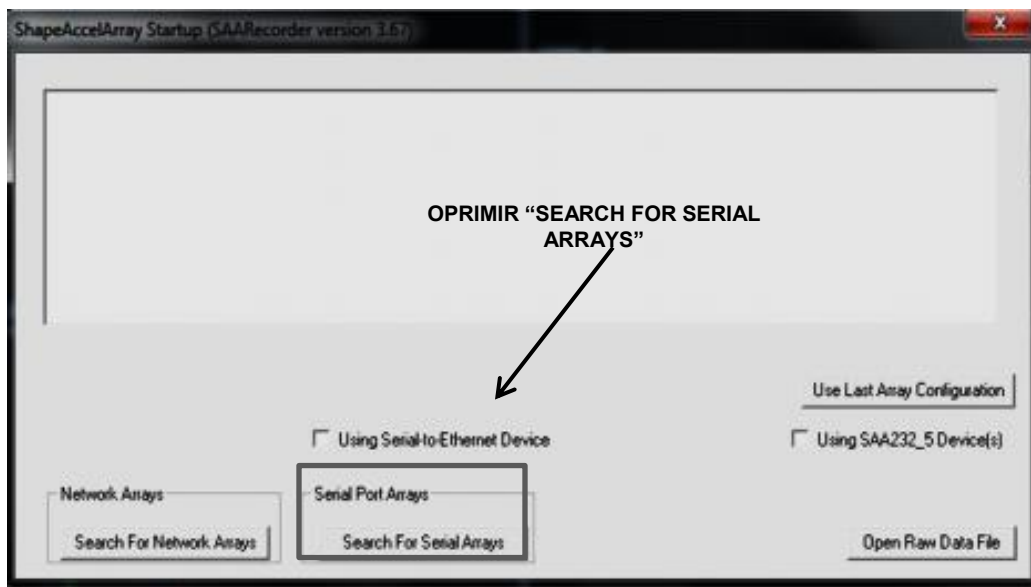 ShapeAccelArray Startup (SAARecorder version 3.67)
OPRIMIR “SEARCH FOR SERIAL
ARRAYS”
Use Last Array Configuration
Using Serial-to-Ethernet Device
Using SAA232_5 Device(s)
Network Arrays
Serial Port Arrays
Search For Network Arrays
Search For Serial Arrays
Open Raw Data File